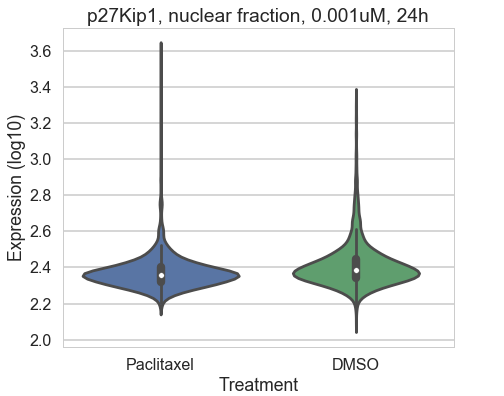 p27Kip1, nuclear fraction, 0.001uM, 24h
Expression (log10)
3.6
3.4
3.2
3.0
2.8
2.6
2.4
2.2
2.0
Paclitaxel DMSO
Treatment